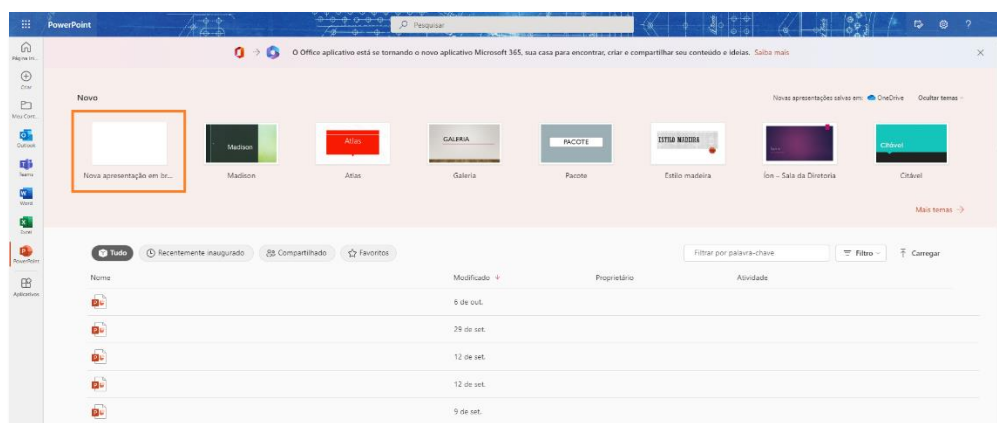 PowerPoint
Pesquisar
O Office aplicativo está se tornando o novo aplicativo Microsoft 365, sua casa para encontrar, criar e compartilhar seu conteúdo e ideias. Saiba mais
Página In...
Criar
Meu Cont...
Outlook
Teams
Word
Excel
PowerPoint
Aplicativos
Novo
Novas apresentações salvas em: OneDrive
Ocultar temas
Madison
Atlas
GALERIA
PACOTE
ESTILO MADEIRA
Citável
Nova apresentação em br...
Madison
Atlas
Galeria
Pacote
Estilo madeira
Íon – Sala da Diretoria
Citável
Mais temas
Tudo
Recentemente inaugurado
Compartilhado
Favoritos
Filtrar por palavra-chave
Filtro
Carregar
Nome
Modificado
Proprietário
Atividade
6 de out.
29 de set.
12 de set.
12 de set.
9 de set.